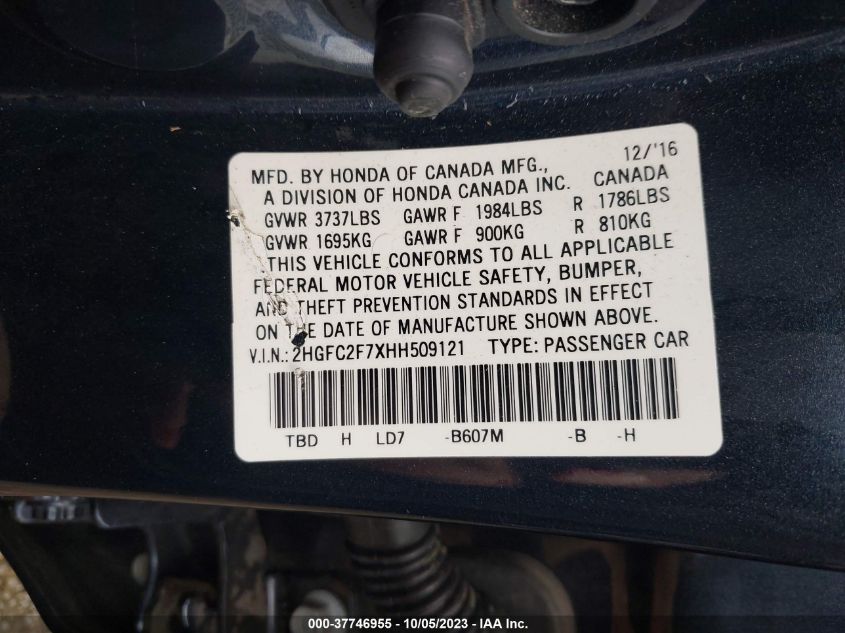 MFD. BY HONDA OF CANADA MFG., 12/'16
A DIVISION OF HONDA CANADA INC. CANADA
GVWR 3737LBS GAWR F 1984LBS R 1786LBS
GVWR 1695KG GAWR F 900KG R 810KG
THIS VEHICLE CONFORMS TO ALL APPLICABLE
FEDERAL MOTOR VEHICLE SAFETY, BUMPER,
AND THEFT PREVENTION STANDARDS IN EFFECT
ON THE DATE OF MANUFACTURE SHOWN ABOVE.
V.I.N.: 2HGFC2F7XHH509121 TYPE: PASSENGER CAR
TBD H LD7 -B607M -B -H
000-37746955 - 10/05/2023 - IAA Inc.